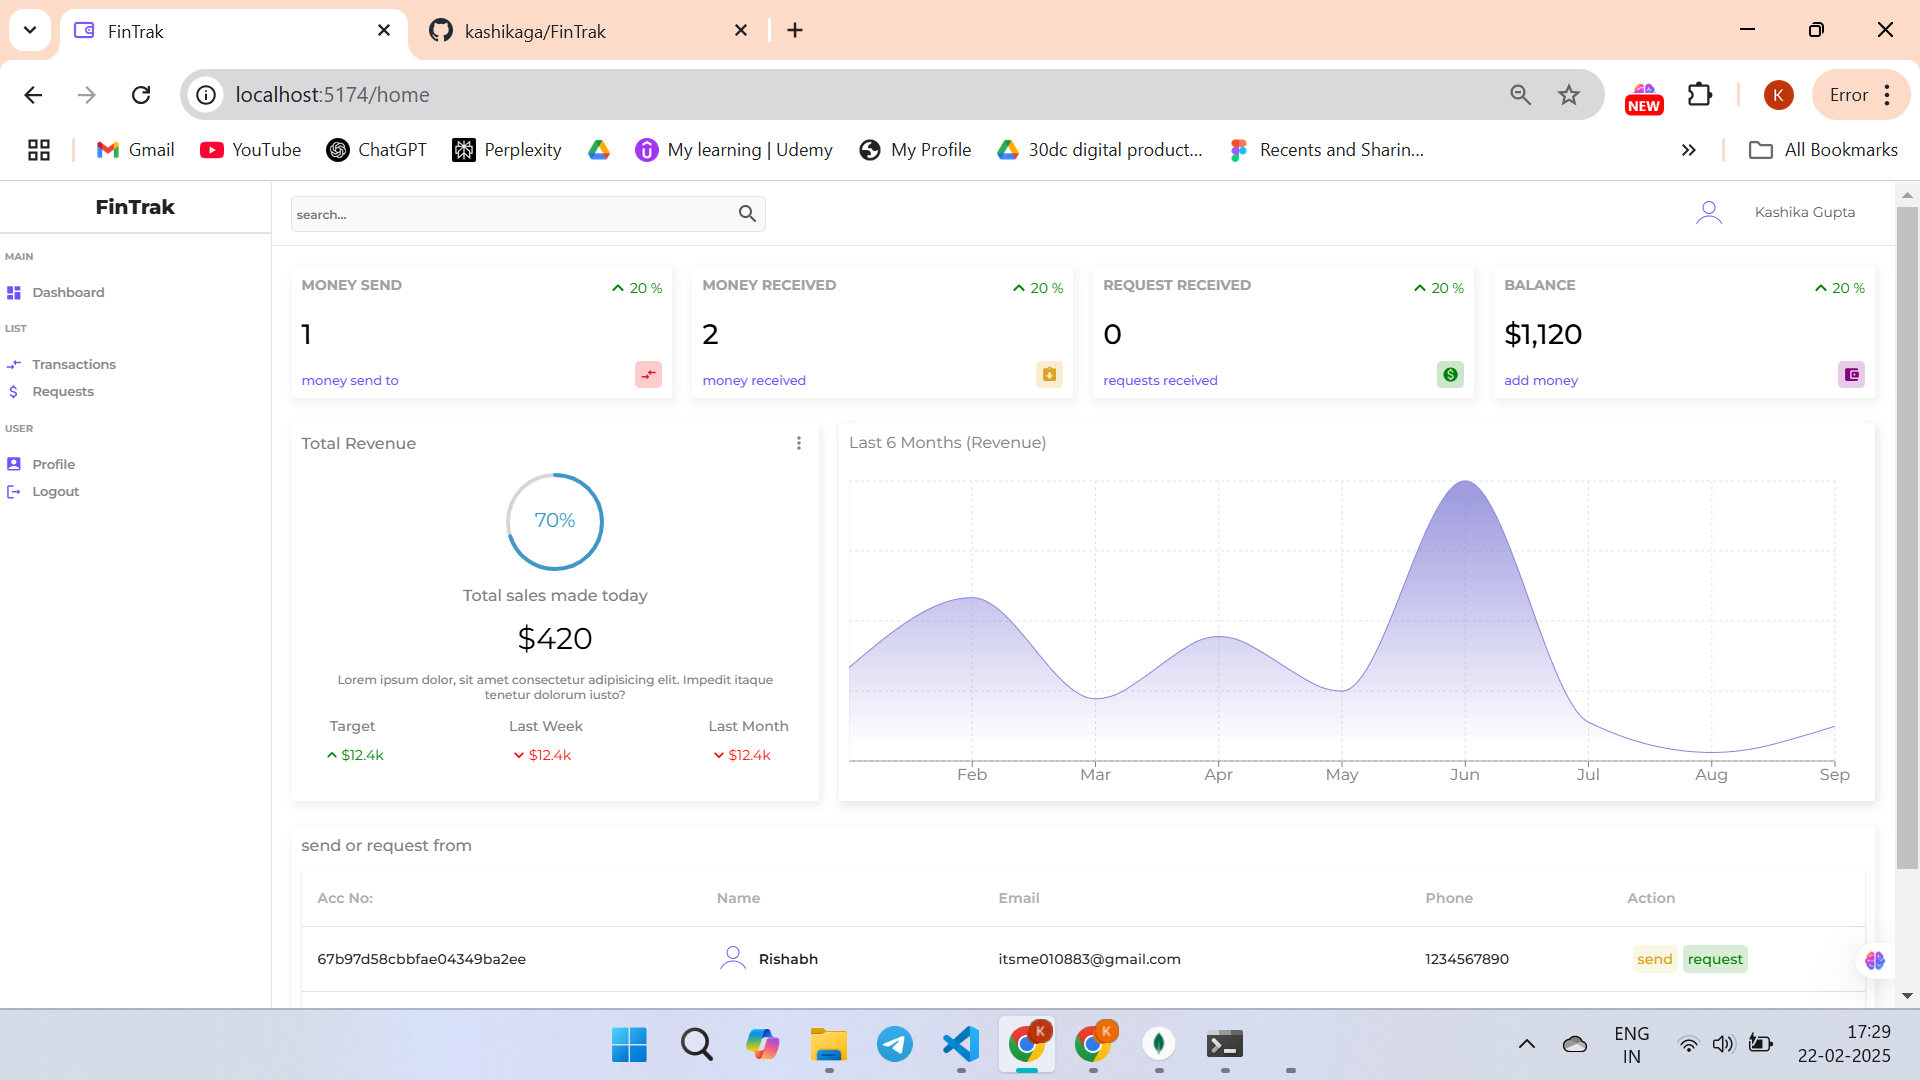 FinTrak
kashikaga/FinTrak
localhost:5174/home
NEW
K
Error
Gmail
YouTube
ChatGPT
Perplexity
My learning | Udemy
My Profile
30dc digital product...
Recents and Sharin...
All Bookmarks
FinTrak
search...
Kashika Gupta
MAIN
Dashboard
LIST
Transactions
Requests
USER
Profile
Logout
MONEY SEND
20 %
1
money send to
MONEY RECEIVED
20 %
2
money received
REQUEST RECEIVED
20 %
0
requests received
BALANCE
20 %
$1,120
add money
Total Revenue
70%
Total sales made today
$420
Lorem ipsum dolor, sit amet consectetur adipisicing elit. Impedit itaque
tenetur dolorum iusto?
Target Last Week Last Month
$12.4k $12.4k $12.4k
Last 6 Months (Revenue)
Feb Mar Apr May Jun Jul Aug Sep
send or request from
Acc No: Name Email Phone Action
67b97d58cbbfae04349ba2ee Rishabh itsme010883@gmail.com 1234567890 send request
K
K
ENG
IN
17:29
22-02-2025